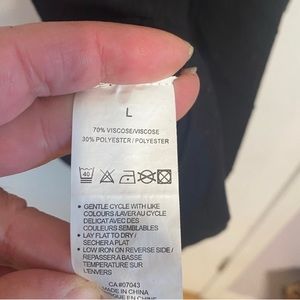 L
70% VISCOSE/VISCOSE
30% POLYESTER / POLYESTER
40
• GENTLE CYCLE WITH LIKE
COLOURS /LAVER AU CYCLE
DELICAT AVEC DES
COULEURS SEMBLABLES
• LAY FLAT TO DRY /
SECHER A PLAT
• LOW IRON ON REVERSE SIDE /
REPASSER A BASSE
TEMPERATURE SUR
L'ENVERS
CA #07043
MADE IN CHINA